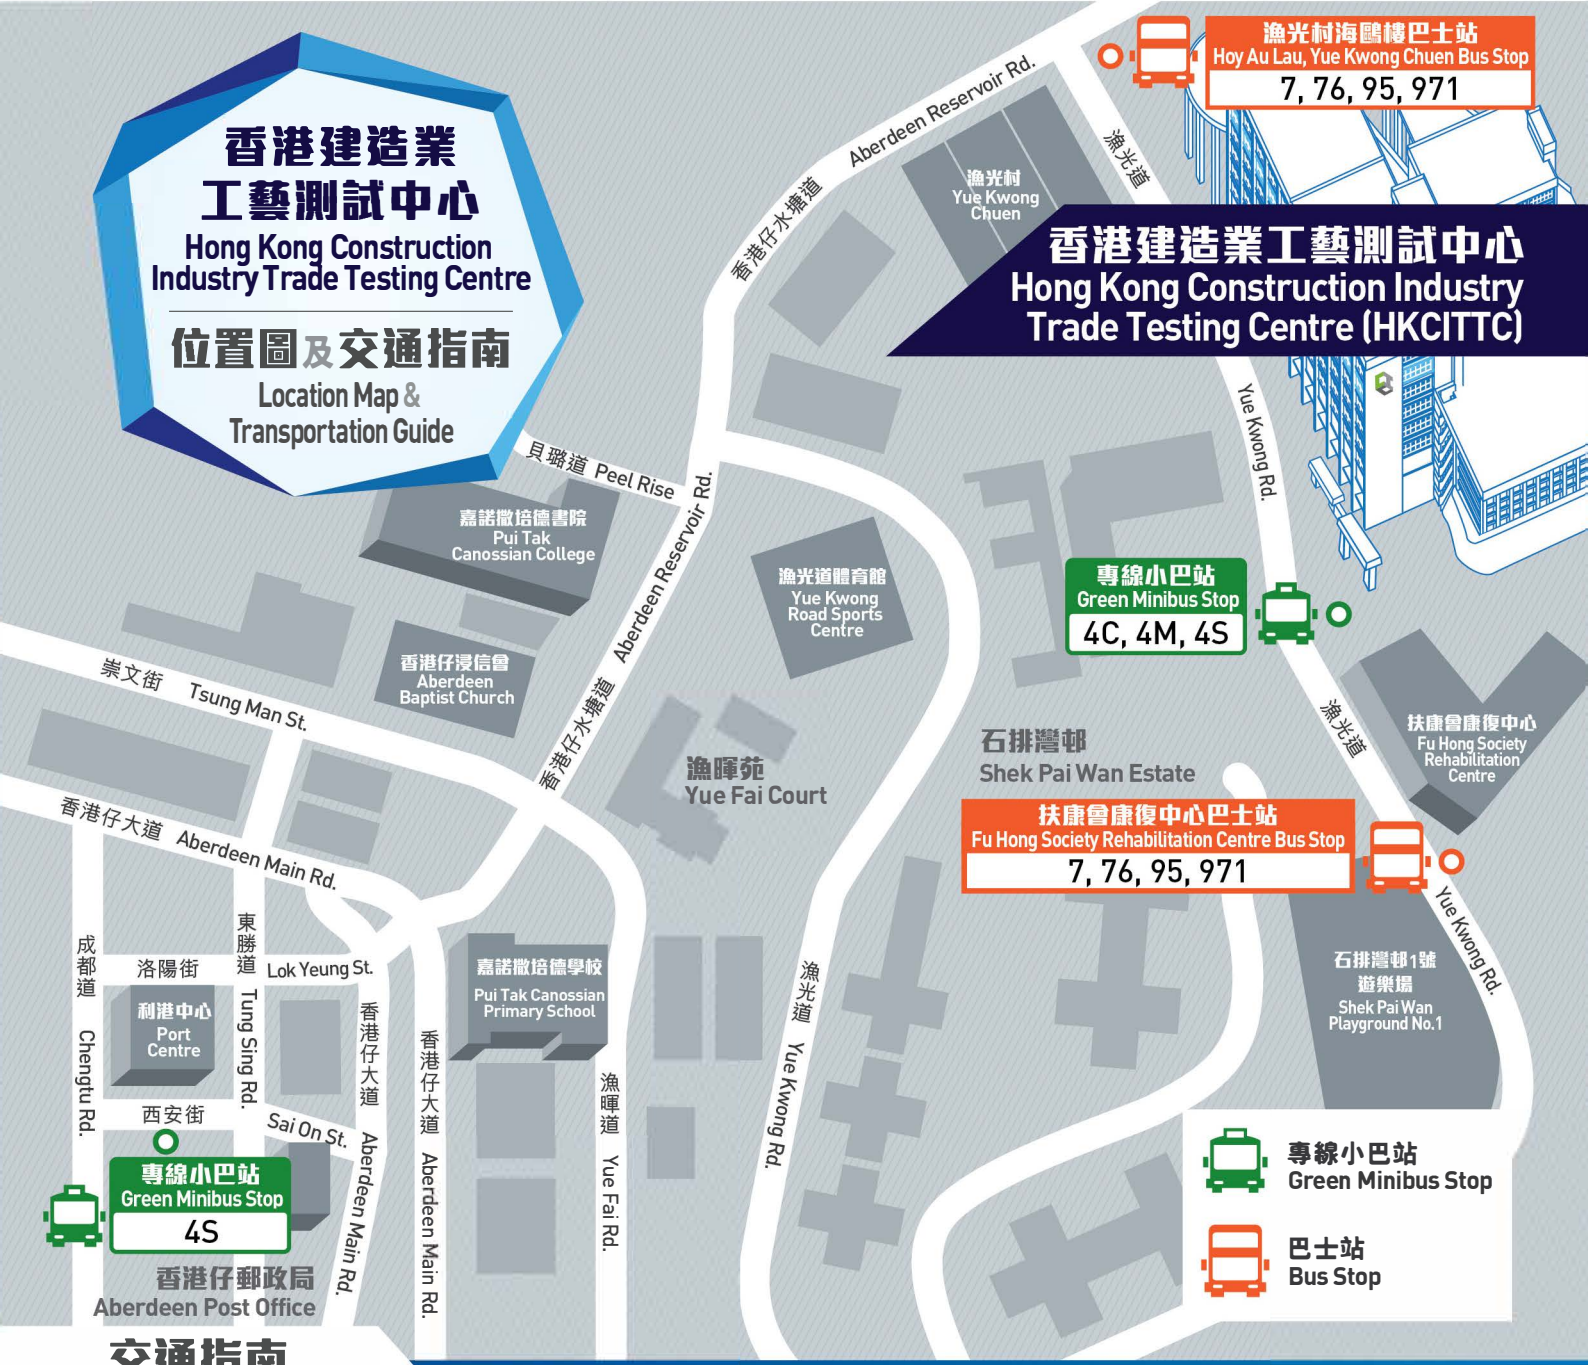 香港建造業
工藝測試中心
Hong Kong Construction
Industry Trade Testing Centre
位置圖及交通指南
Location Map &
Transportation Guide
漁光村海鷗樓巴士站
Hoy Au Lau, Yue Kwong Chuen Bus Stop
7, 76, 95, 971
香港仔水塘道 Aberdeen Reservoir Rd.
漁光道
漁光村
Yue Kwong
Chuen
香港建造業工藝測試中心
Hong Kong Construction Industry
Trade Testing Centre (HKCITTC)
Yue Kwong Rd.
貝璐道 Peel Rise
嘉諾撒培德書院
Pui Tak
Canossian College
漁光道體育館
Yue Kwong
Road Sports
Centre
專線小巴站
Green Minibus Stop
4C, 4M, 4S
香港仔水塘道 Aberdeen Reservoir Rd.
香港仔浸信會
Aberdeen
Baptist Church
崇文街 Tsung Man St.
漁暉苑
Yue Fai Court
石排灣邨
Shek Pai Wan Estate
漁光道
扶康會康復中心
Fu Hong Society
Rehabilitation
Centre
扶康會康復中心巴士站
Fu Hong Society Rehabilitation Centre Bus Stop
7, 76, 95, 971
Yue Kwong Rd.
香港仔大道 Aberdeen Main Rd.
成都道 Chengtu Rd.
洛陽街
東勝道 Tung Sing Rd.
Lok Yeung St.
利港中心
Port
Centre
香港仔大道 Aberdeen Main Rd.
香港仔大道 Aberdeen Main Rd.
嘉諾撒培德學校
Pui Tak Canossian
Primary School
漁暉道 Yue Fai Rd.
漁光道 Yue Kwong Rd.
石排灣邨1號
遊樂場
Shek Pai Wan
Playground No.1
西安街
Sai On St.
專線小巴站
Green Minibus Stop
4S
香港仔郵政局
Aberdeen Post Office
專線小巴站
Green Minibus Stop
巴士站
Bus Stop
交通指南